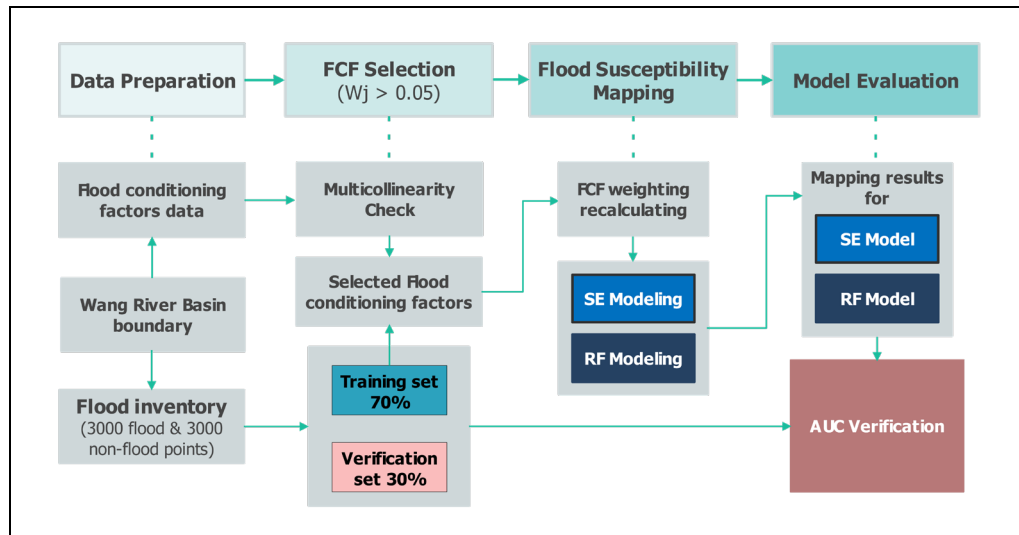 Data Preparation
FCF Selection
(Wj > 0.05)
Flood Susceptibility
Mapping
Model Evaluation
Flood conditioning
factors data
Multicollinearity
Check
FCF weighting
recalculating
Mapping results
for
SE Model
RF Model
Wang River Basin
boundary
Selected Flood
conditioning factors
SE Modeling
RF Modeling
Flood inventory
(3000 flood & 3000
non-flood points)
Training set
70%
Verification
set 30%
AUC Verification